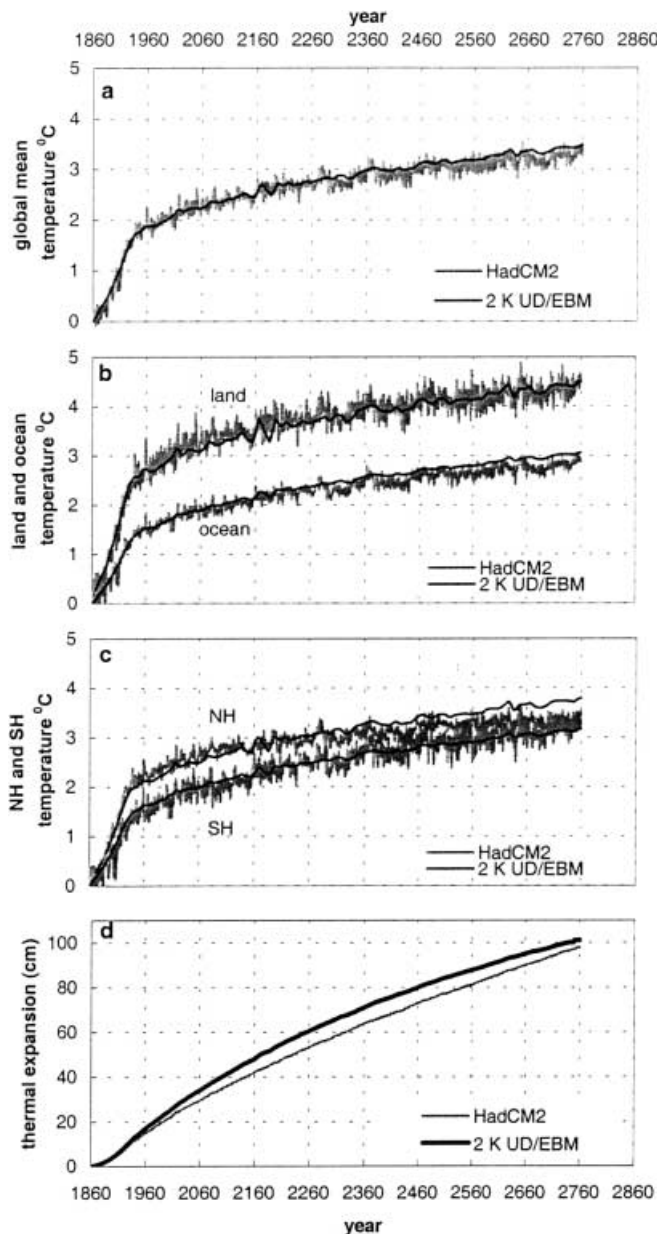 year
1860 1960 2060 2160 2260 2360 2460 2560 2660 2760 2860
a
5
4
3
2
1
0
global mean
temperature ⁰C
HadCM2
2 K UD/EBM
b
5
4
3
2
1
0
land and ocean
temperature ⁰C
land
ocean
HadCM2
2 K UD/EBM
c
5
4
3
2
1
0
NH and SH
temperature ⁰C
NH
SH
HadCM2
2 K UD/EBM
d
100
80
60
40
20
0
thermal expansion (cm)
HadCM2
2 K UD/EBM
1860 1960 2060 2160 2260 2360 2460 2560 2660 2760 2860
year